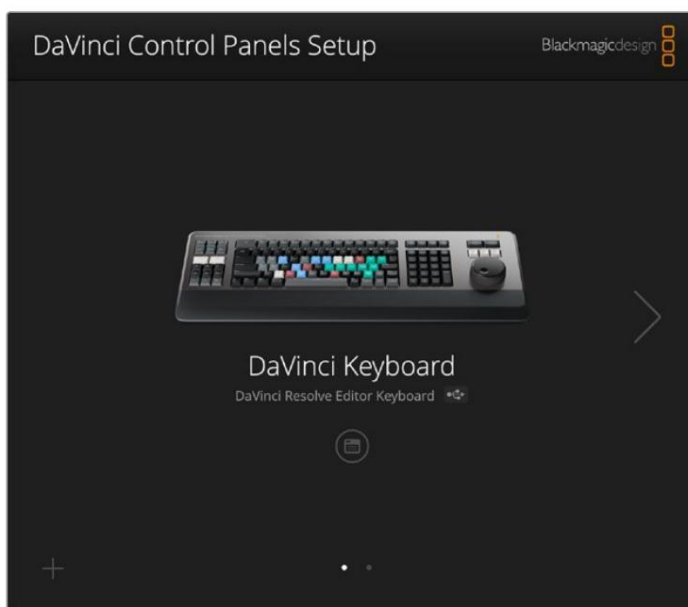 DaVinci Control Panels Setup
Blackmagicdesign
DaVinci Keyboard
DaVinci Resolve Editor Keyboard